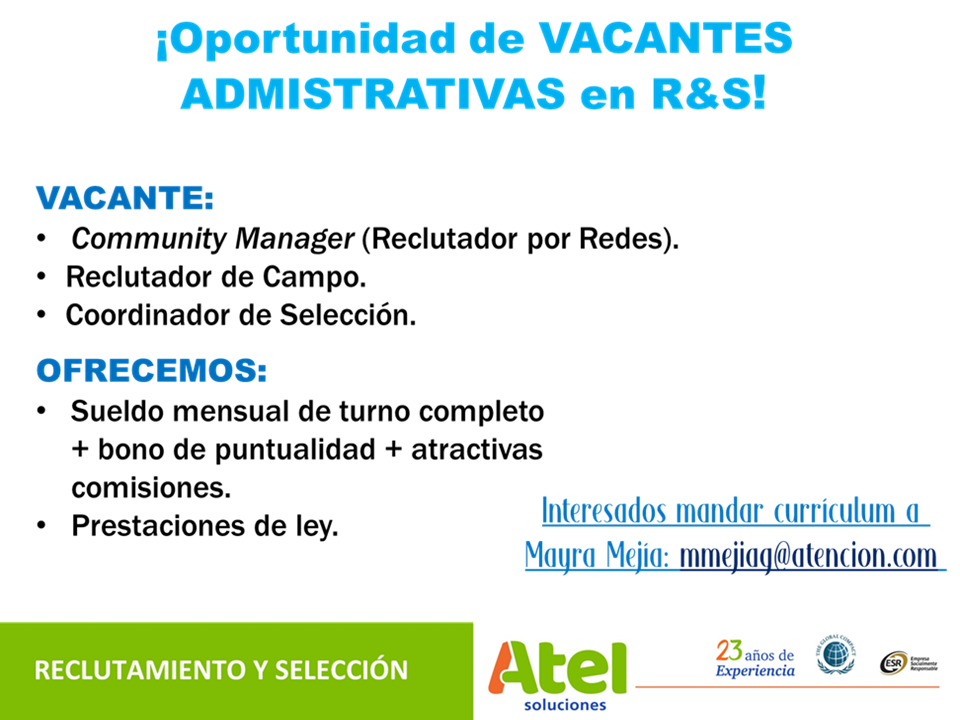 ¡Oportunidad de VACANTES
ADMISTRATIVAS en R&S!
VACANTE:
• Community Manager (Reclutador por Redes).
• Reclutador de Campo.
• Coordinador de Selección.
OFRECEMOS:
• Sueldo mensual de turno completo
+ bono de puntualidad + atractivas
comisiones.
• Prestaciones de ley.
Interesados mandar currículum a
Mayra Mejía: mmejiag@atencion.com
RECLUTAMIENTO Y SELECCIÓN
Atel
soluciones
23 años de
Experiencia
THE GLOBAL COMPACT
ESR
Empresa
Socialmente
Responsable